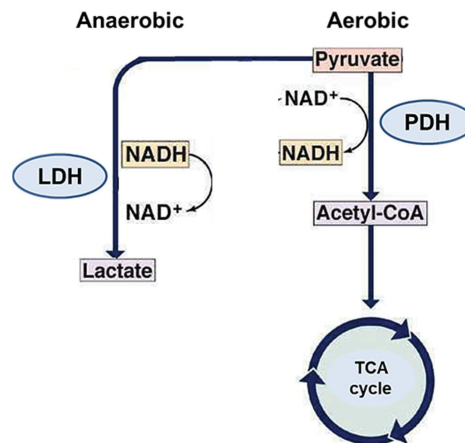 Anaerobic
Aerobic
Pyruvate
NAD+
PDH
NADH
NADH
LDH
NAD+
Acetyl-CoA
Lactate
TCA
cycle